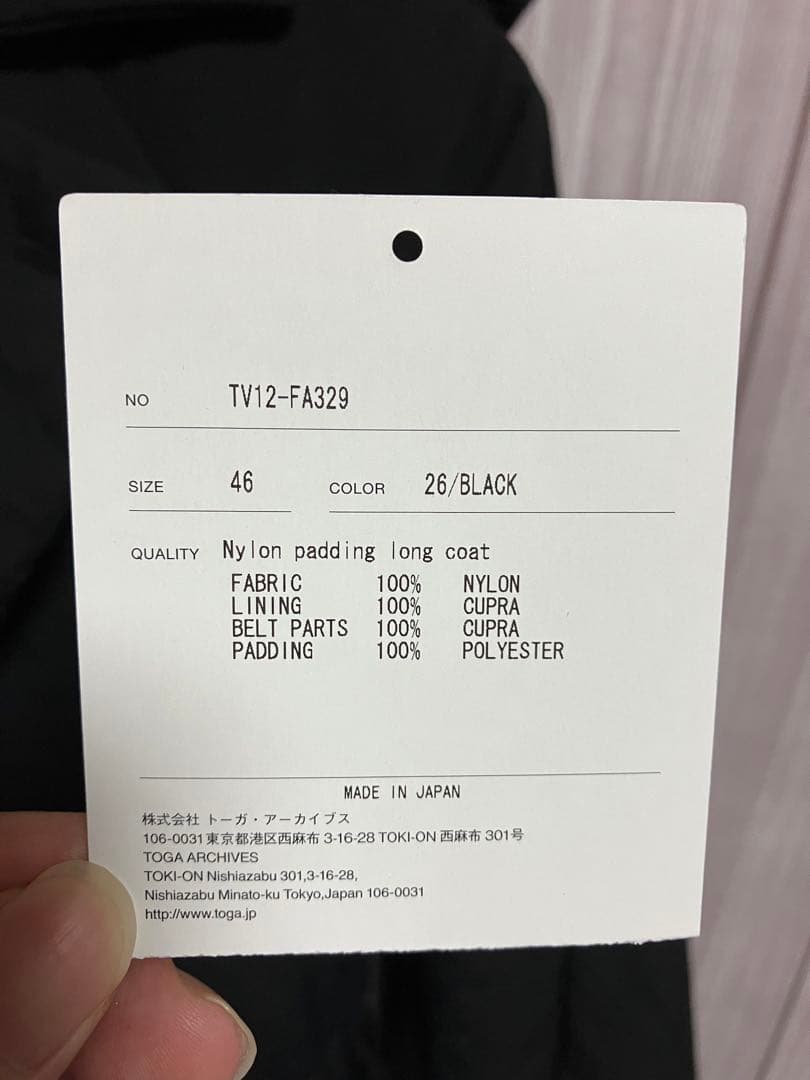 NO TV12-FA329
SIZE 46 COLOR 26/BLACK
QUALITY Nylon padding long coat
FABRIC 100% NYLON
LINING 100% CUPRA
BELT PARTS 100% CUPRA
PADDING 100% POLYESTER
MADE IN JAPAN
株式会社 トーガ・アーカイブス
106-0031 東京都港区西麻布 3-16-28 TOKI-ON 西麻布 301号
TOGA ARCHIVES
TOKI-ON Nishiazabu 301,3-16-28,
Nishiazabu Minato-ku Tokyo,Japan 106-0031
http://www.toga.jp